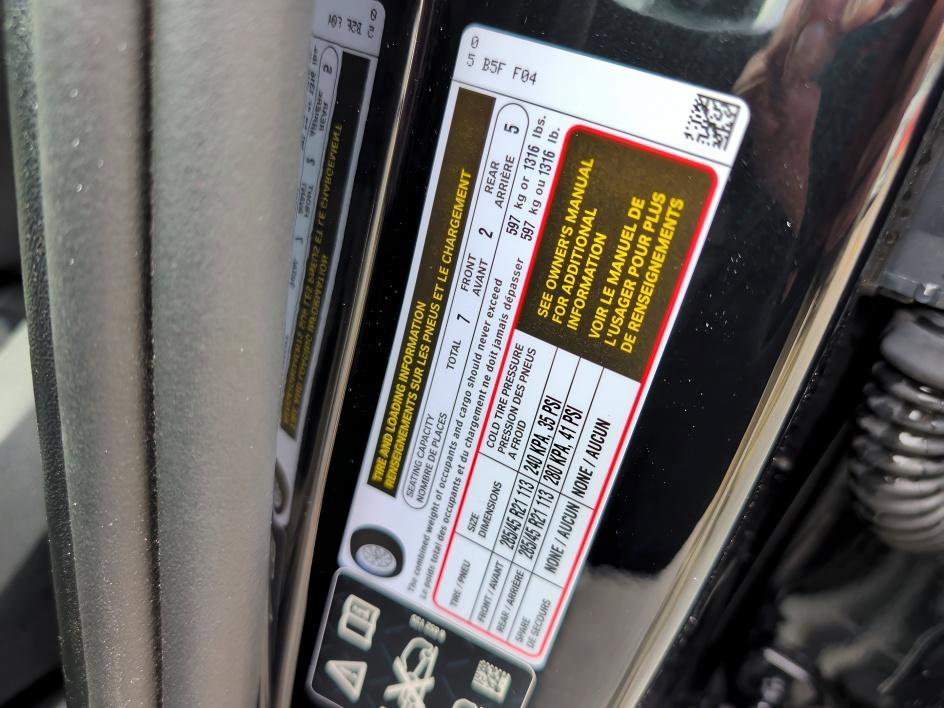 0
5 B5F F04
TIRE AND LOADING INFORMATION
RENSEIGNEMENTS SUR LES PNEUS ET LE CHARGEMENT
SEATING CAPACITY
NOMBRE DE PLACES
TOTAL 7
FRONT
AVANT 2
REAR
ARRIÈRE 5
The combined weight of occupants and cargo should never exceed 597 kg or 1316 lbs.
Le poids total des occupants et du chargement ne doit jamais dépasser 597 kg ou 1316 lb.
TIRE / PNEU
SIZE
DIMENSIONS
COLD TIRE PRESSURE
PRESSION DES PNEUS
A FROID
FRONT / AVANT 285/45 R21 113 240 KPA, 35 PSI
REAR / ARRIÈRE 285/45 R21 113 280 KPA, 41 PSI
SPARE
DE SECOURS
NONE / AUCUN NONE / AUCUN
SEE OWNER'S MANUAL
FOR ADDITIONAL
INFORMATION
VOIR LE MANUEL DE
L'USAGER POUR PLUS
DE RENSEIGNEMENTS